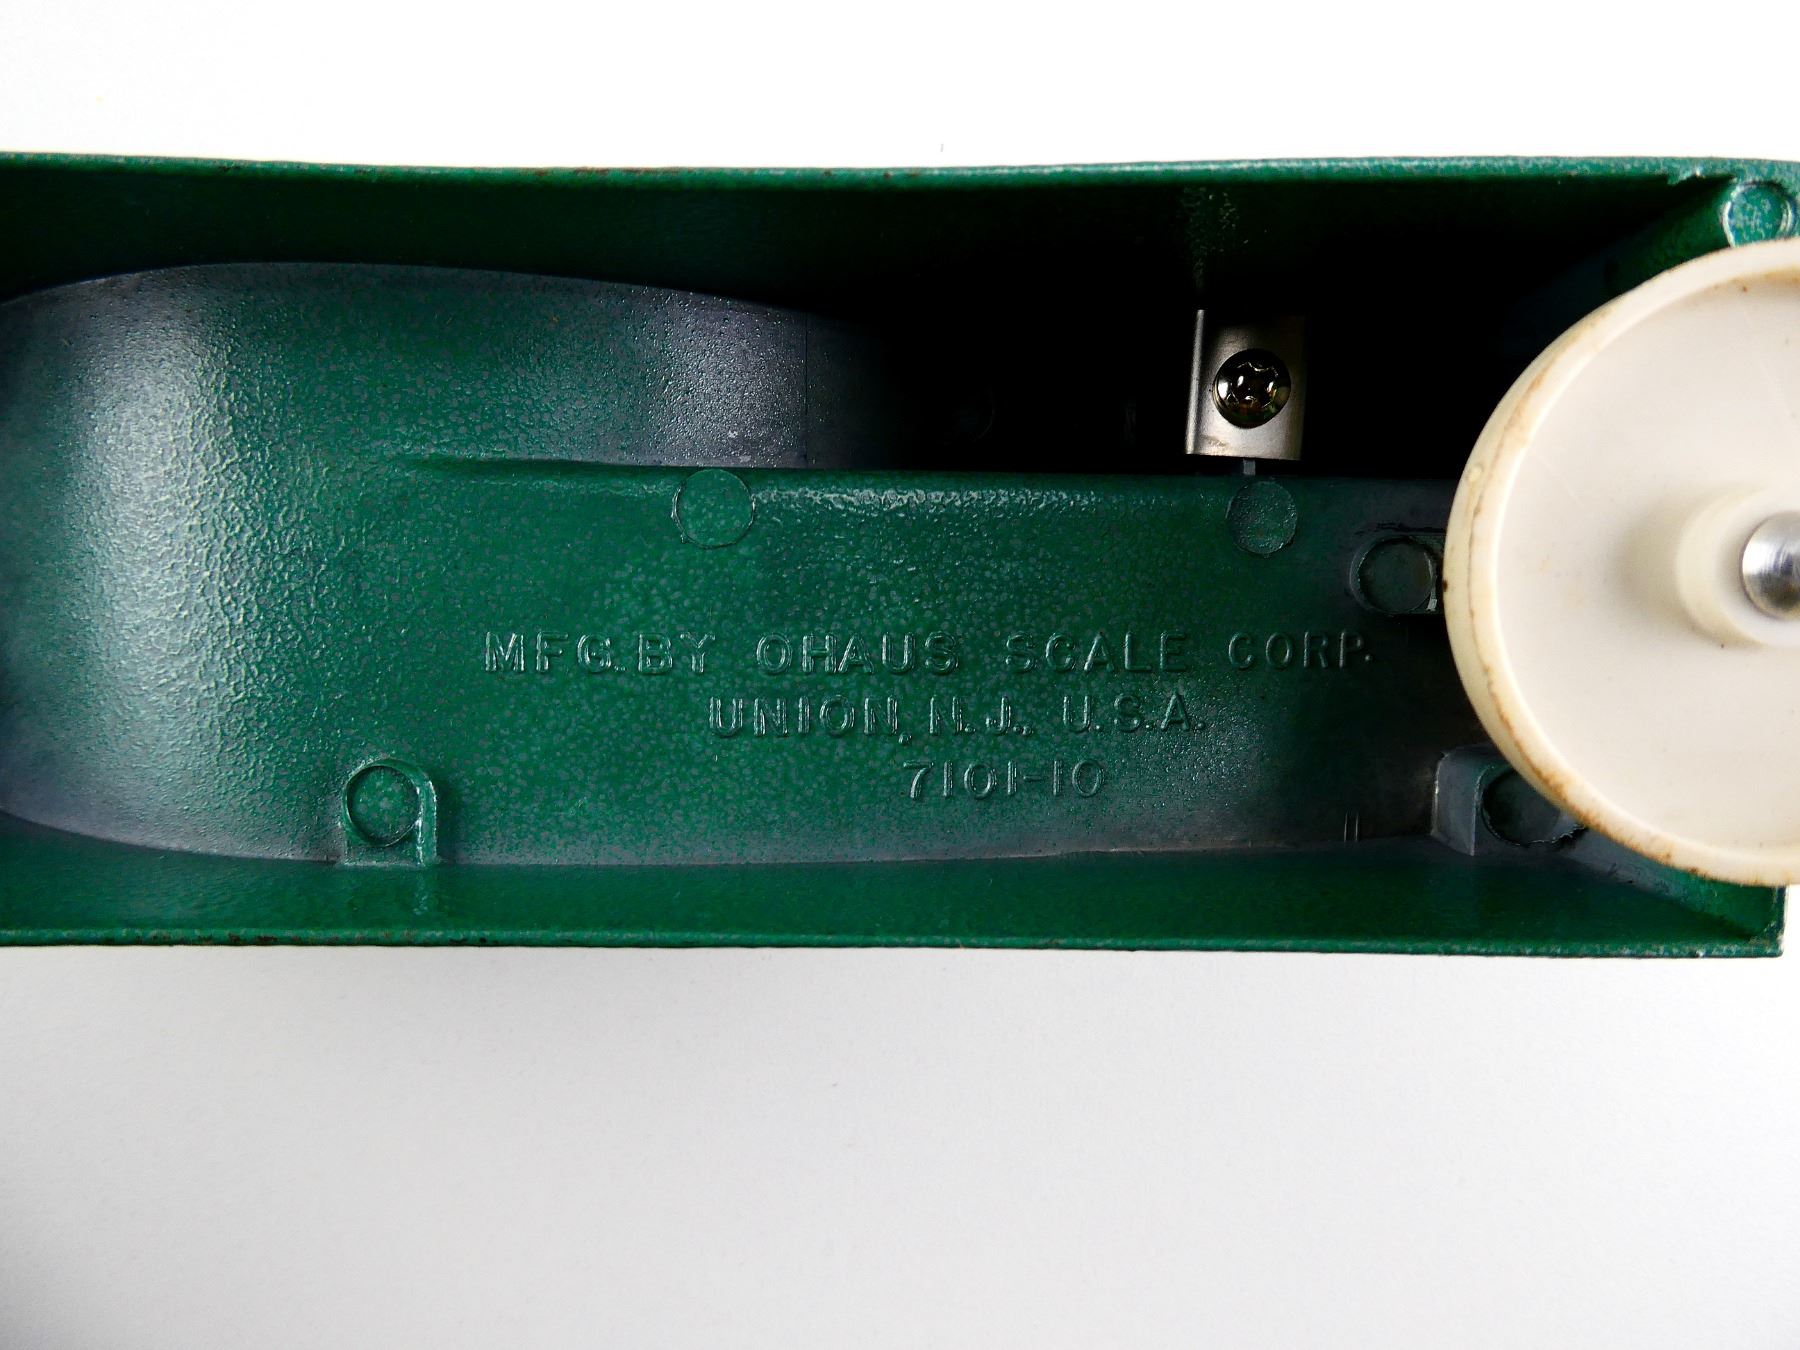 MFG. BY OHAUS SCALE CORP.
UNION, N.J., U.S.A.
7101-10